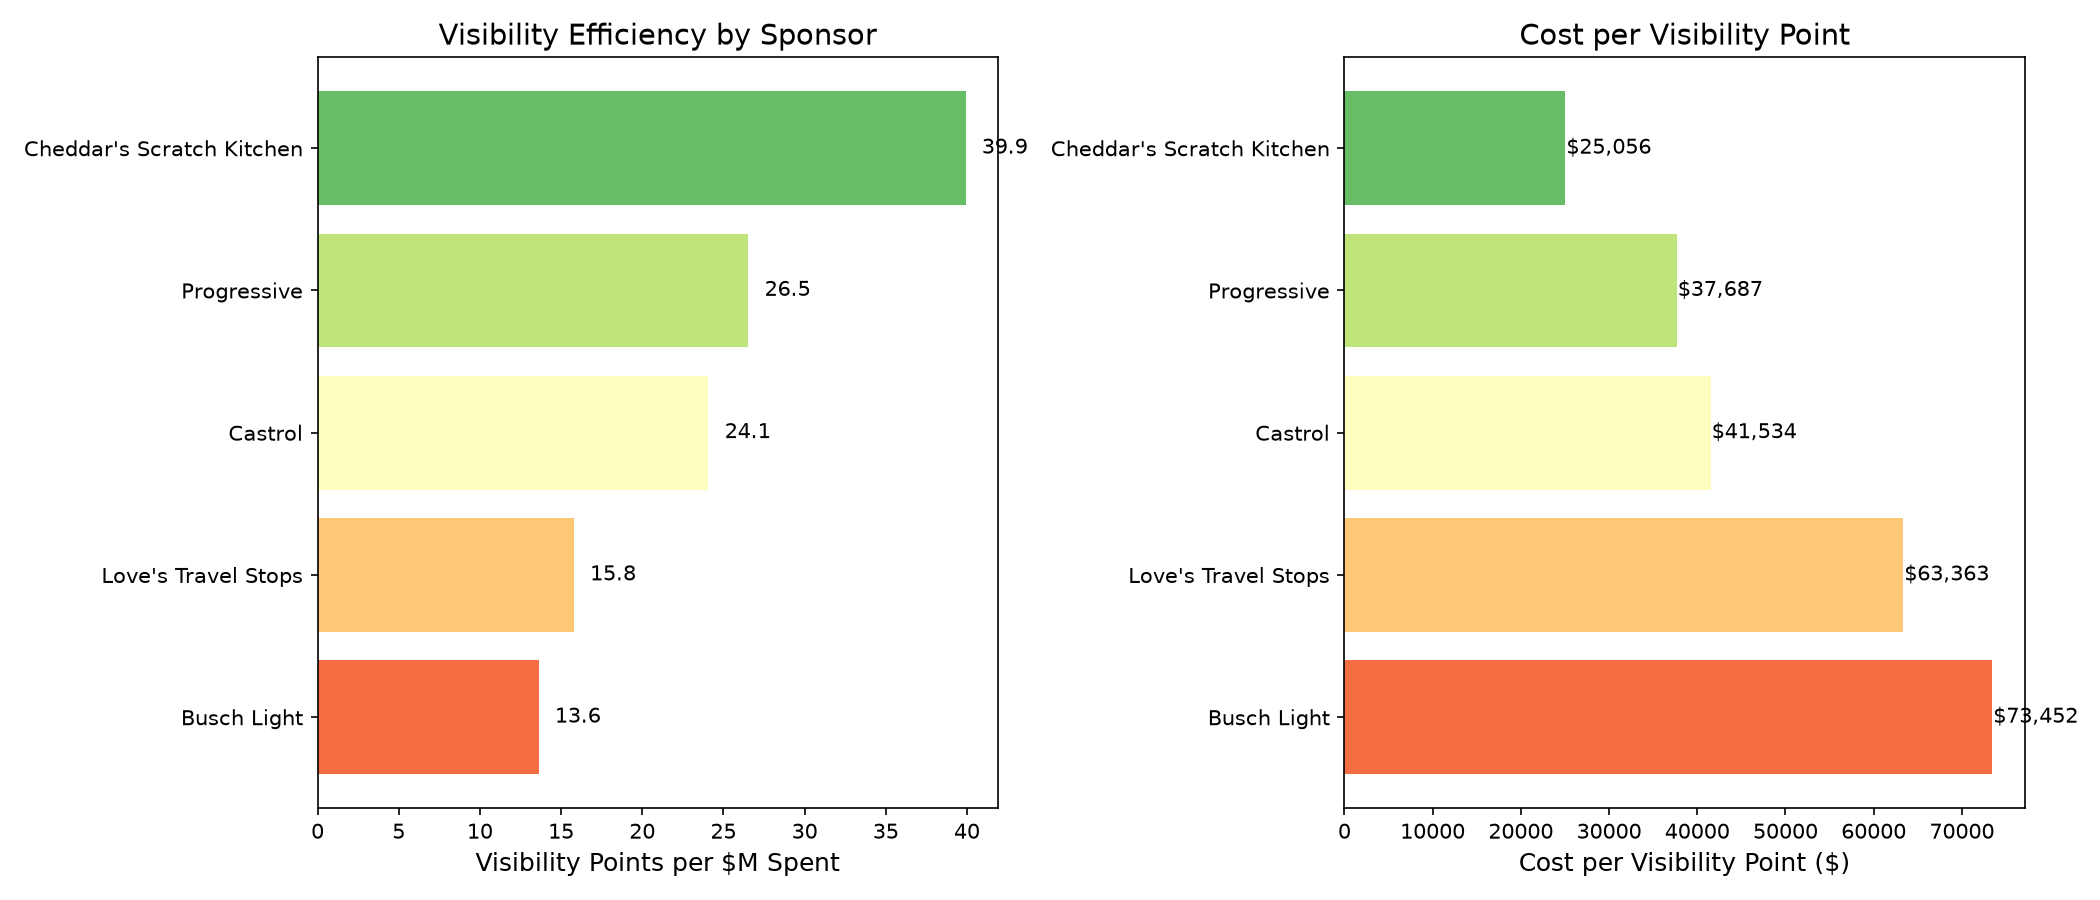 Visibility Efficiency by Sponsor
Cheddar's Scratch Kitchen
39.9
Progressive
26.5
Castrol
24.1
Love's Travel Stops
15.8
Busch Light
13.6
0 5 10 15 20 25 30 35 40
Visibility Points per $M Spent
Cost per Visibility Point
Cheddar's Scratch Kitchen
$25,056
Progressive
$37,687
Castrol
$41,534
Love's Travel Stops
$63,363
Busch Light
$73,452
0 10000 20000 30000 40000 50000 60000 70000
Cost per Visibility Point ($)